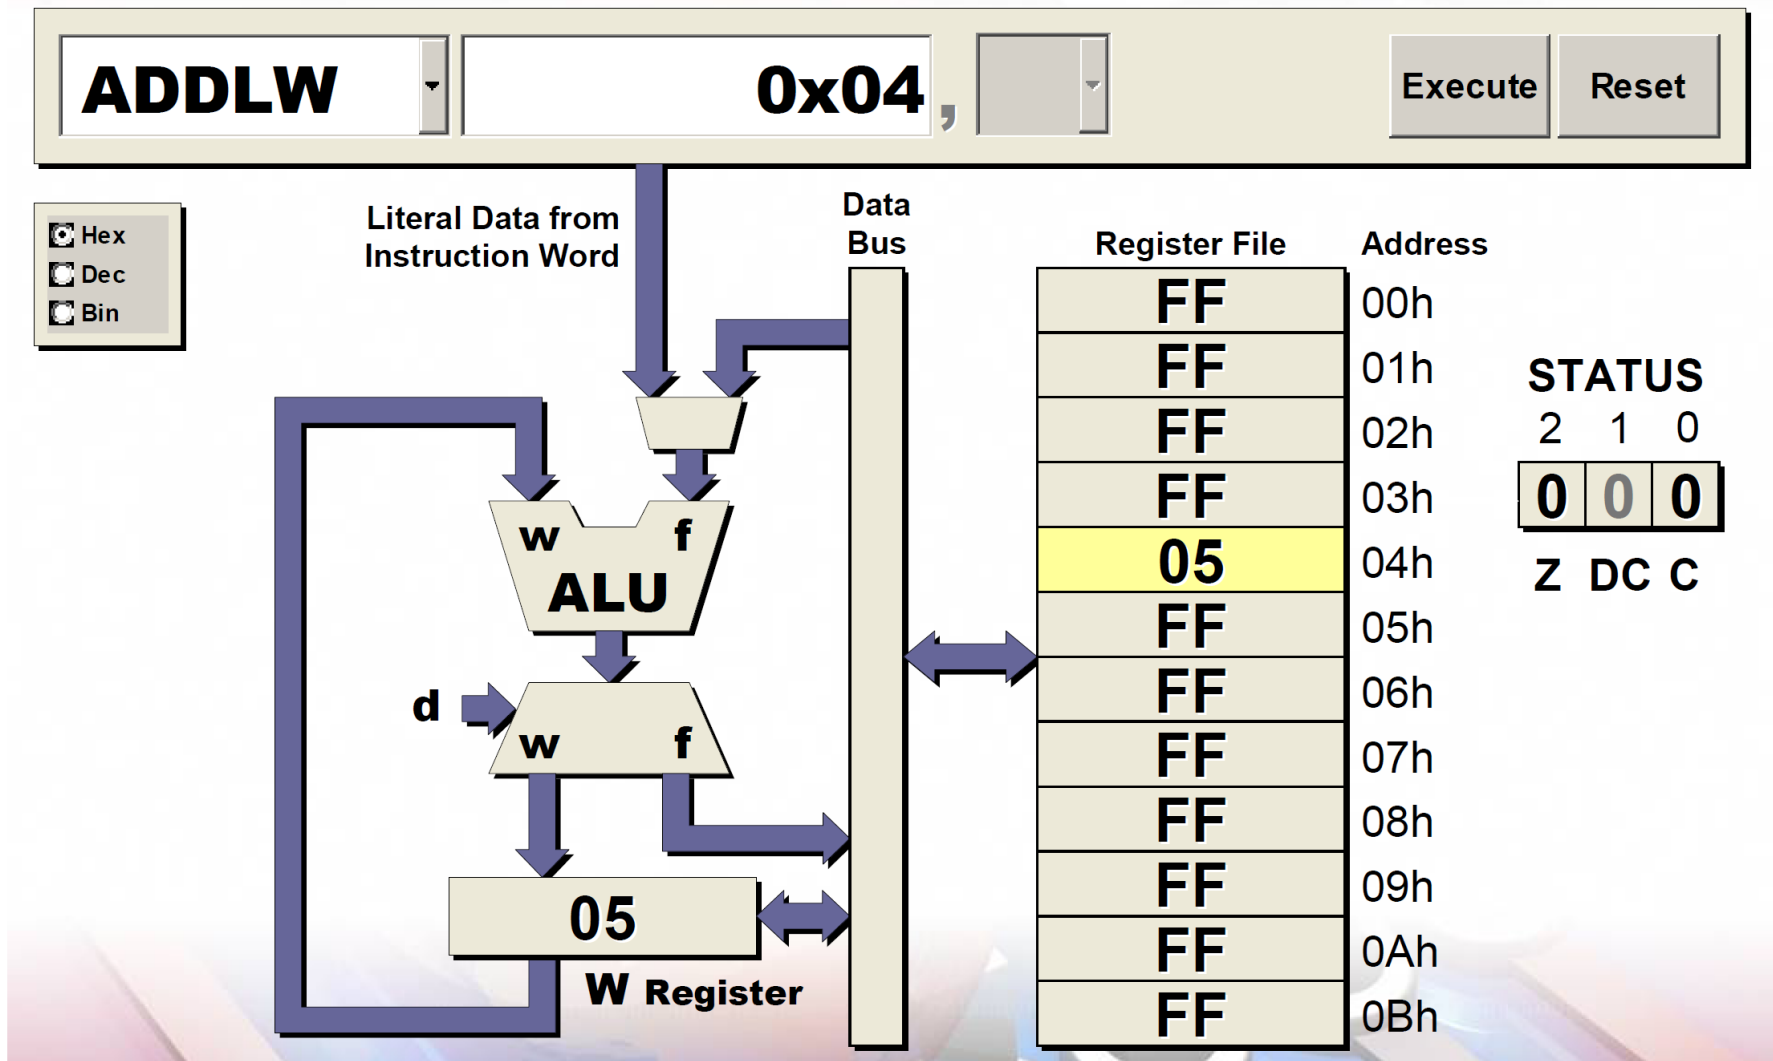 ADDLW 0x04 , Execute Reset
Hex
Dec
Bin
Literal Data from
Instruction Word
Data
Bus
Register File Address
FF 00h
FF 01h
FF 02h
FF 03h
05 04h
FF 05h
FF 06h
FF 07h
FF 08h
FF 09h
FF 0Ah
FF 0Bh
STATUS
2 1 0
0 0 0
Z DC C
w f
ALU
d
w f
05
W Register